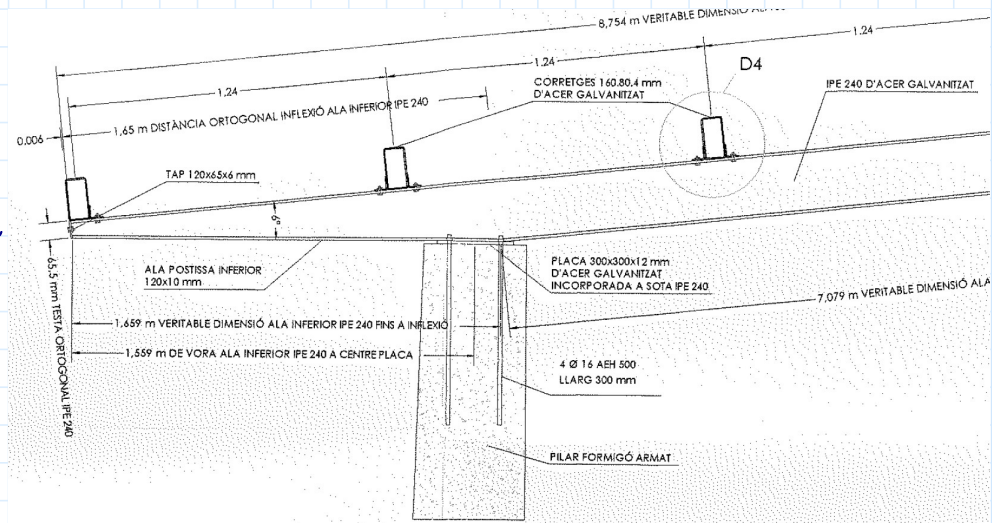 8,754 m VERITABLE DIMENSIÓ
1,24
1,24
1,24
D4
CORRETGES 160.80.4 mm
D'ACER GALVANITZAT
IPE 240 D'ACER GALVANITZAT
1,65 m DISTÀNCIA ORTOGONAL INFLEXIÓ ALA INFERIOR IPE 240
0.006
TAP 120x65x6 mm
6°
ALA POSTISSA INFERIOR
120x10 mm
PLACA 300x300x12 mm
D'ACER GALVANITZAT
INCORPORADA A SOTA IPE 240
7,079 m VERITABLE DIMENSIÓ ALA
65,5 mm TESTA ORTOGONAL IPE 240
1,659 m VERITABLE DIMENSIÓ ALA INFERIOR IPE 240 FINS A INFLEXIÓ
1,559 m DE VORA ALA INFERIOR IPE 240 A CENTRE PLACA
4 Ø 16 AEH 500
LLARG 300 mm
PILAR FORMIGÓ ARMAT